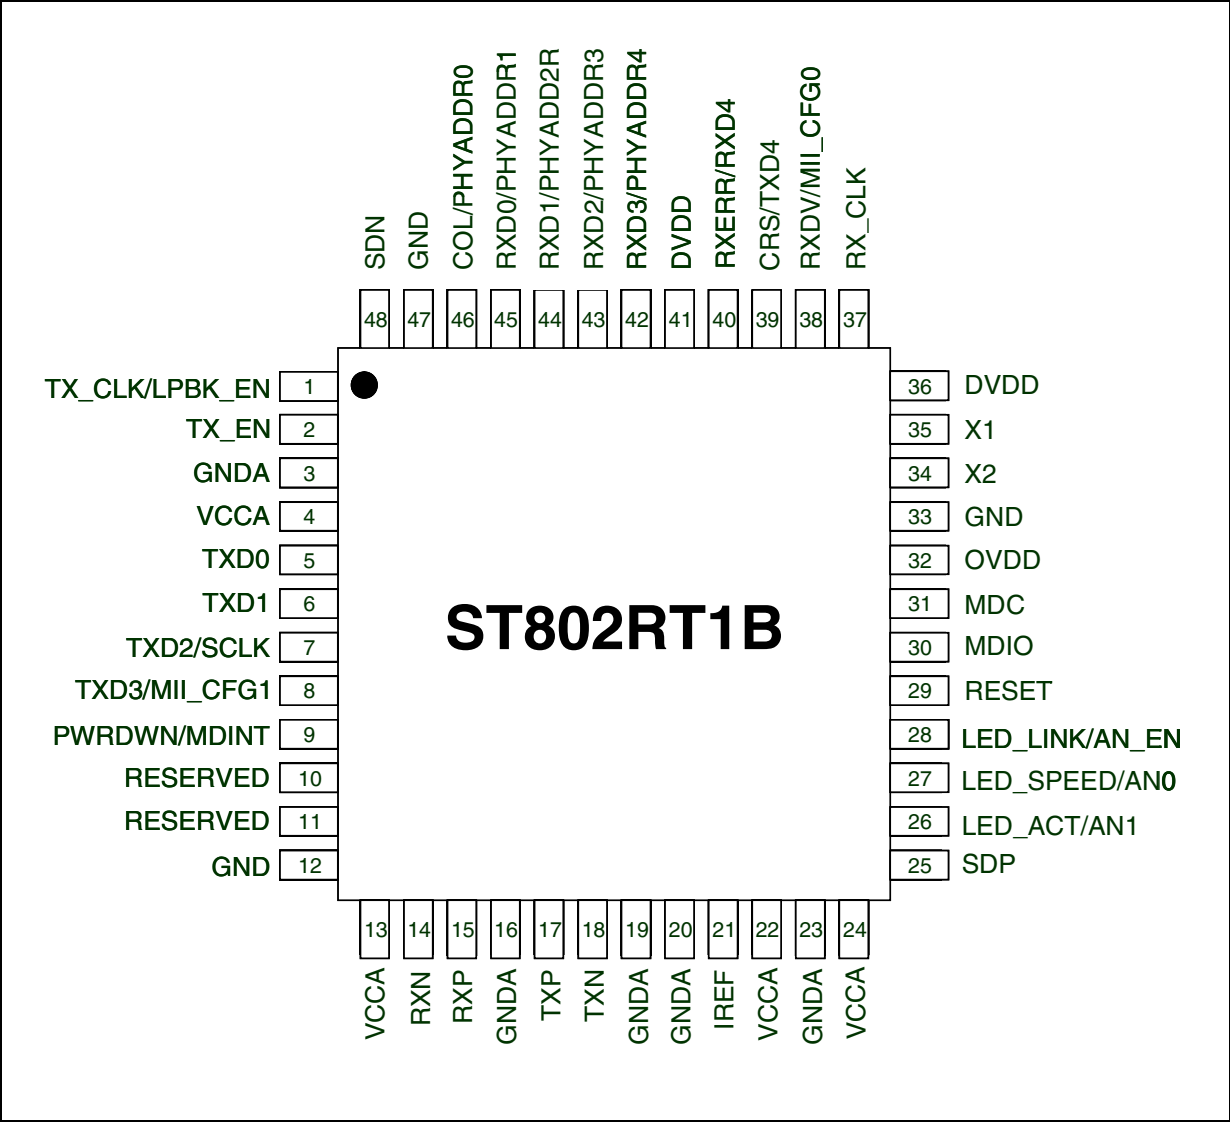 SDN
GND
COL/PHYADDR0
RXD0/PHYADDR1
RXD1/PHYADD2R
RXD2/PHYADDR3
RXD3/PHYADDR4
DVDD
RXERR/RXD4
CRS/TXD4
RXDV/MII_CFG0
RX_CLK
48 47 46 45 44 43 42 41 40 39 38 37
TX_CLK/LPBK_EN 1
TX_EN 2
GNDA 3
VCCA 4
TXD0 5
TXD1 6
TXD2/SCLK 7
TXD3/MII_CFG1 8
PWRDWN/MDINT 9
RESERVED 10
RESERVED 11
GND 12
ST802RT1B
36 DVDD
35 X1
34 X2
33 GND
32 OVDD
31 MDC
30 MDIO
29 RESET
28 LED_LINK/AN_EN
27 LED_SPEED/AN0
26 LED_ACT/AN1
25 SDP
13 14 15 16 17 18 19 20 21 22 23 24
VCCA
RXN
RXP
GNDA
TXP
TXN
GNDA
GNDA
IREF
VCCA
GNDA
VCCA